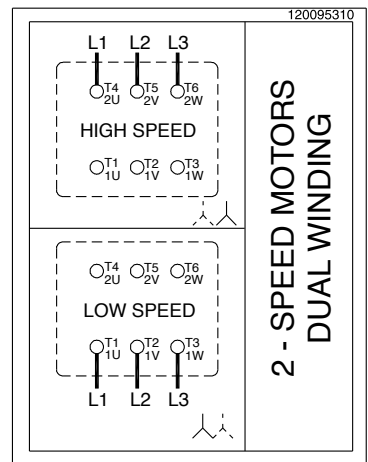 120095310
L1 L2 L3
T4 T5 T6
2U 2V 2W
HIGH SPEED
T1 T2 T3
1U 1V 1W
T4 T5 T6
2U 2V 2W
LOW SPEED
T1 T2 T3
1U 1V 1W
L1 L2 L3
2 - SPEED MOTORS
DUAL WINDING